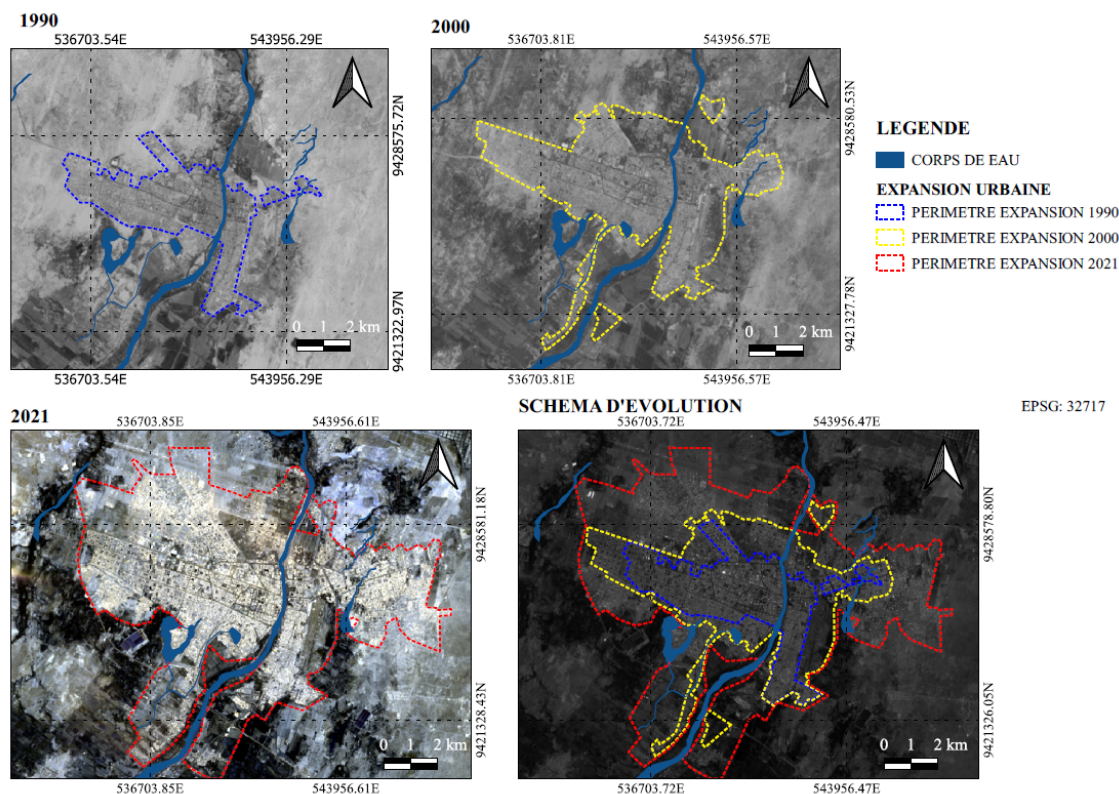 1990
536703.54E 543956.29E
9428575.72N
9421322.97N
0 1 2 km
536703.54E 543956.29E
2000
536703.81E 543956.57E
9428580.53N
9421327.78N
0 1 2 km
536703.81E 543956.57E
LEGENDE
CORPS DE EAU
EXPANSION URBAINE
PERIMETRE EXPANSION 1990
PERIMETRE EXPANSION 2000
PERIMETRE EXPANSION 2021
2021
536703.85E 543956.61E
9428581.18N
9421328.43N
0 1 2 km
536703.85E 543956.61E
SCHEMA D'EVOLUTION
EPSG: 32717
536703.72E 543956.47E
9428578.80N
9421326.05N
0 1 2 km
536703.72E 543956.47E